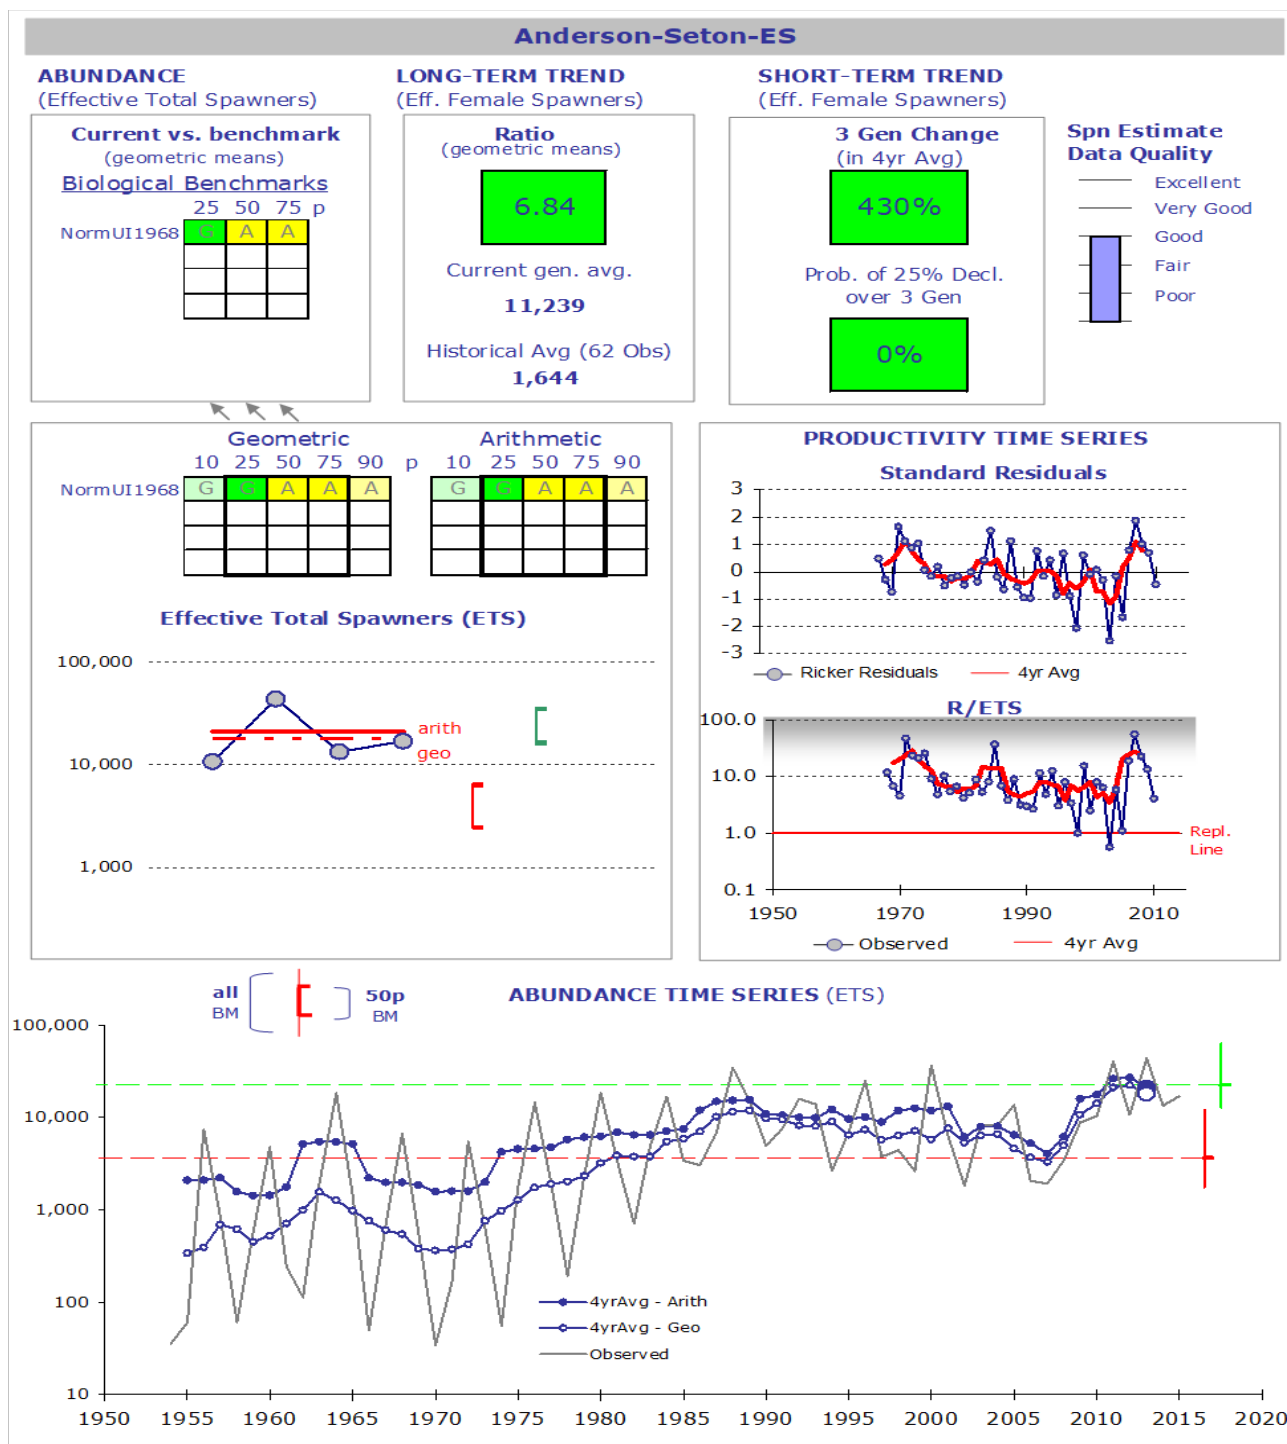 Anderson-Seton-ES
ABUNDANCE
(Effective Total Spawners)
Current vs. benchmark
(geometric means)
Biological Benchmarks
25 50 75 p
NormUI1968 G A A
LONG-TERM TREND
(Eff. Female Spawners)
Ratio
(geometric means)
6.84
Current gen. avg.
11,239
Historical Avg (62 Obs)
1,644
SHORT-TERM TREND
(Eff. Female Spawners)
3 Gen Change
(in 4yr Avg)
430%
Prob. of 25% Decl.
over 3 Gen
0%
Spn Estimate
Data Quality
Excellent
Very Good
Good
Fair
Poor
Geometric Arithmetic
10 25 50 75 90 p 10 25 50 75 90
NormUI1968 G G A A A G G A A A
Effective Total Spawners (ETS)
100,000
arith
geo
10,000
1,000
PRODUCTIVITY TIME SERIES
Standard Residuals
3
2
1
0
-1
-2
-3
Ricker Residuals 4yr Avg
R/ETS
100.0
10.0
1.0
Repl.
Line
0.1
1950 1970 1990 2010
Observed 4yr Avg
all
BM
50p
BM
ABUNDANCE TIME SERIES (ETS)
100,000
10,000
1,000
100
10
4yrAvg - Arith
4yrAvg - Geo
Observed
1950 1955 1960 1965 1970 1975 1980 1985 1990 1995 2000 2005 2010 2015 2020